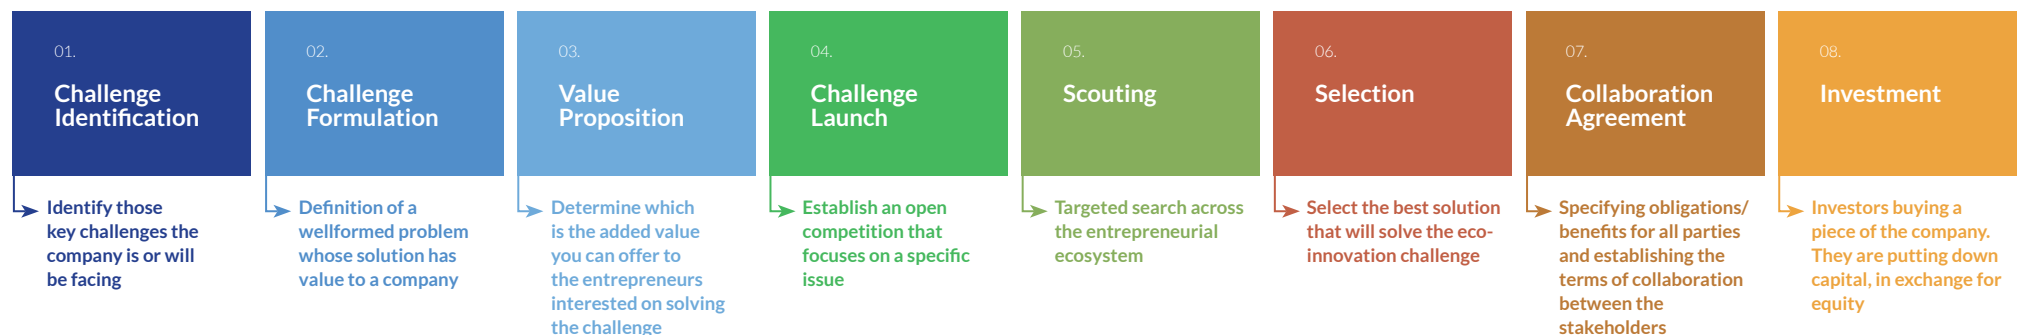 01.
Challenge
Identification
Identify those
key challenges the
company is or will
be facing
02.
Challenge
Formulation
Definition of a
wellformed problem
whose solution has
value to a company
03.
Value
Proposition
Determine which
is the added value
you can offer to
the entrepreneurs
interested on solving
the challenge
04.
Challenge
Launch
Establish an open
competition that
focuses on a specific
issue
05.
Scouting
Targeted search across
the entrepreneurial
ecosystem
06.
Selection
Select the best solution
that will solve the eco-
innovation challenge
07.
Collaboration
Agreement
Specifying obligations/
benefits for all parties
and establishing the
terms of collaboration
between the
stakeholders
08.
Investment
Investors buying a
piece of the company.
They are putting down
capital, in exchange for
equity